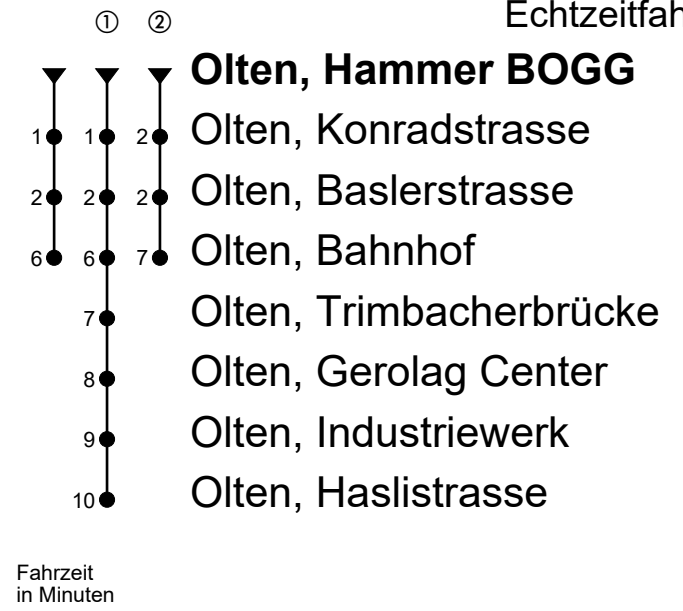 ① ② Echtzeitfah
Olten, Hammer BOGG
1 1 2 Olten, Konradstrasse
2 2 2 Olten, Baslerstrasse
6 6 7 Olten, Bahnhof
7 Olten, Trimbacherbrücke
8 Olten, Gerolag Center
9 Olten, Industriewerk
10 Olten, Haslistrasse
Fahrzeit
in Minuten